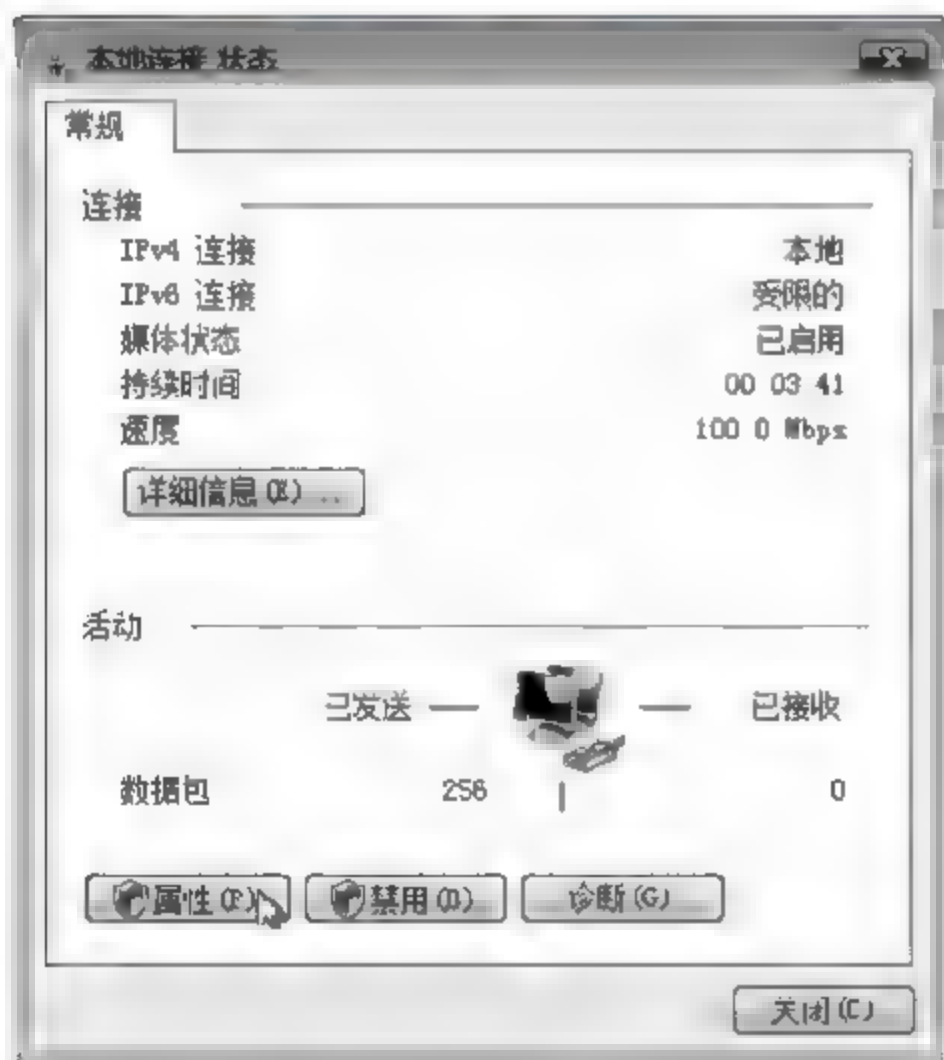 本地连接 状态
常规
连接
IPv4 连接 本地
IPv6 连接 受限的
媒体状态 已启用
持续时间 00 03 41
速度 100 0 Mbps
详细信息(E)...
活动
已发送 已接收
数据包 256 0
属性(P) 禁用(D) 诊断(G)
关闭(C)